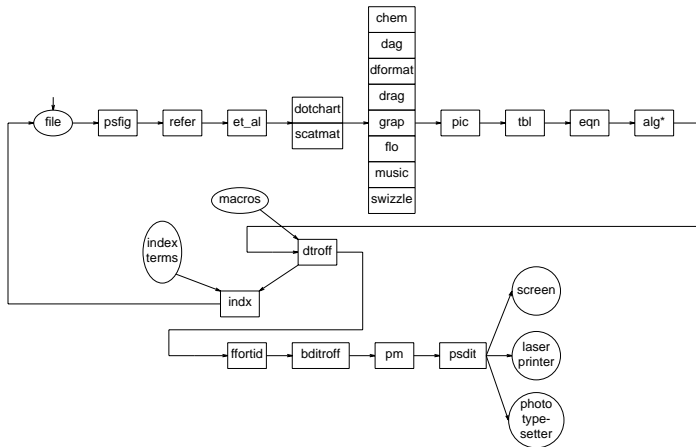 chem
dag
dformat
drag
grap
flo
music
swizzle
dotchart
scatmat
file
psfig
refer
et_al
pic
tbl
eqn
alg*
macros
index
terms
dtroff
indx
screen
ffortid
bditroff
pm
psdit
laser
printer
photo
type-
setter